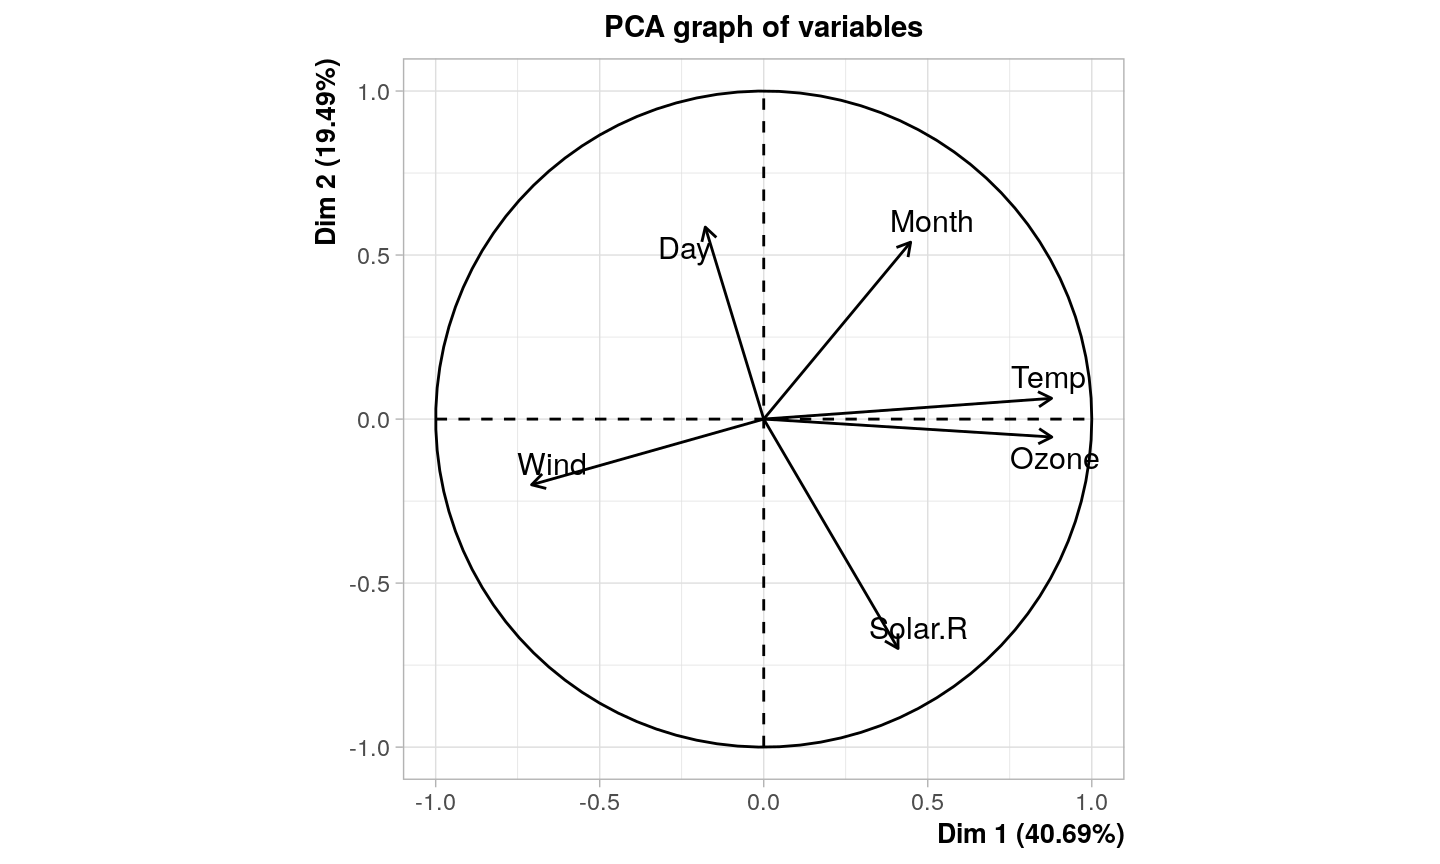 PCA graph of variables
Dim 2 (19.49%)
1.0
0.5
0.0
-0.5
-1.0
Month
Day
Temp
Ozone
Wind
Solar.R
-1.0
-0.5
0.0
0.5
1.0
Dim 1 (40.69%)